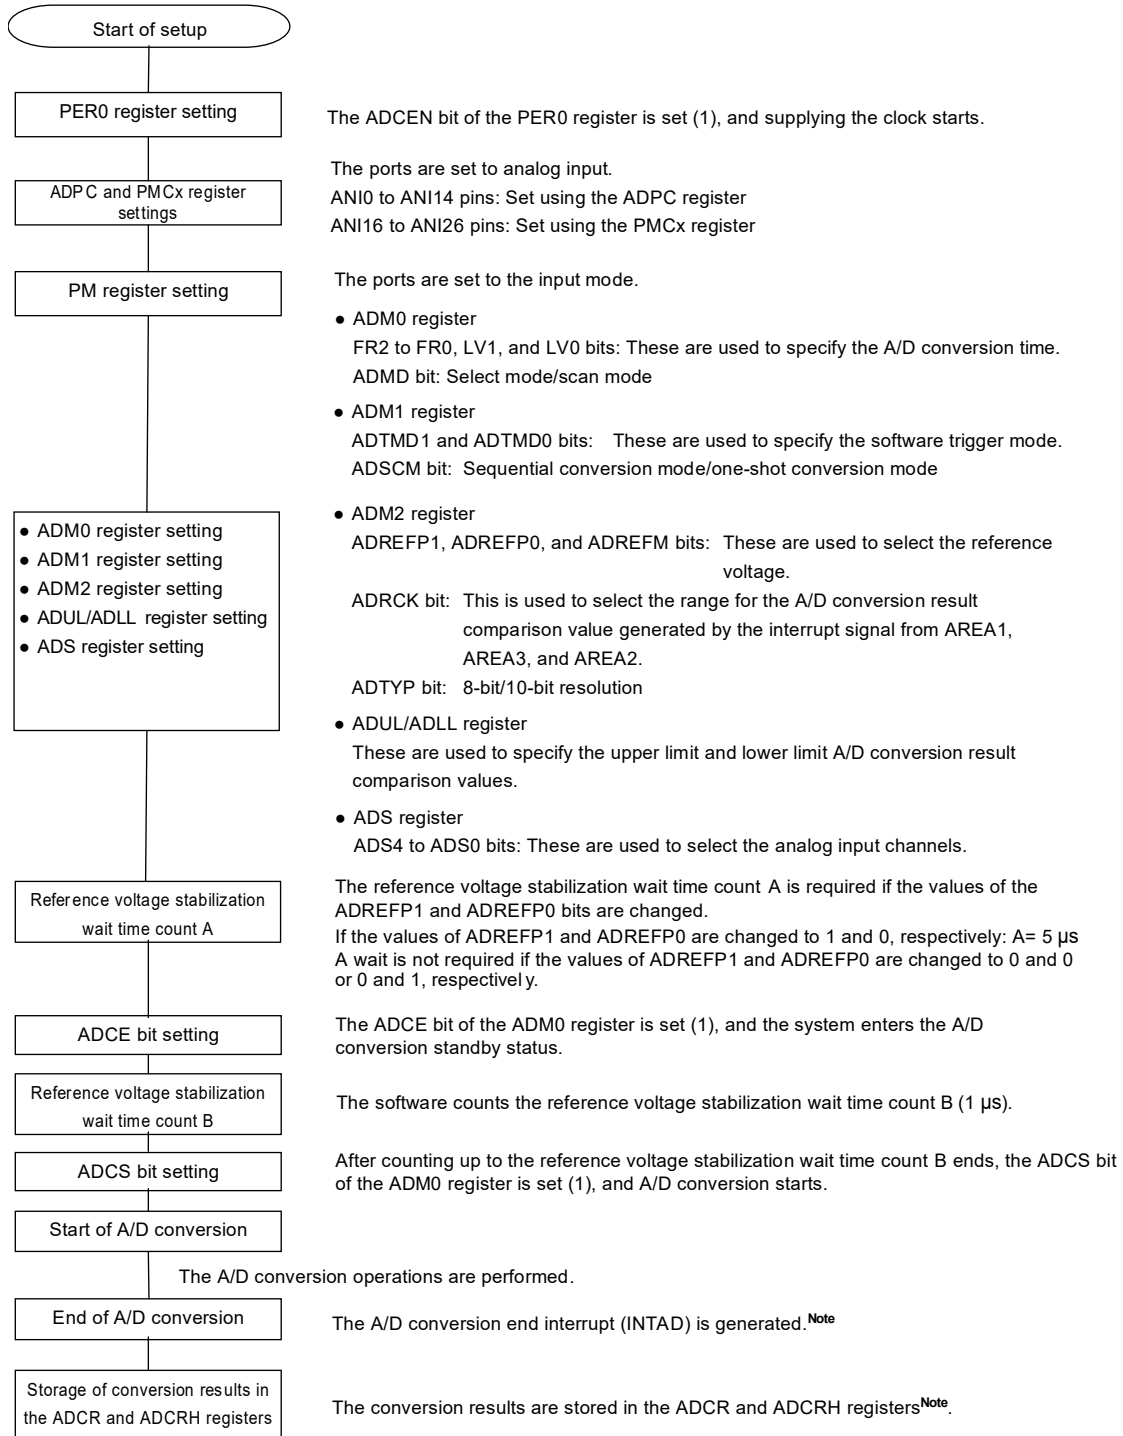 Start of setup
PER0 register setting
The ADCEN bit of the PER0 register is set (1), and supplying the clock starts.
ADPC and PMCx register
settings
The ports are set to analog input.
ANI0 to ANI14 pins: Set using the ADPC register
ANI16 to ANI26 pins: Set using the PMCx register
PM register setting
The ports are set to the input mode.
● ADM0 register setting
● ADM1 register setting
● ADM2 register setting
● ADUL/ADLL register setting
● ADS register setting
● ADM0 register
FR2 to FR0, LV1, and LV0 bits: These are used to specify the A/D conversion time.
ADMD bit: Select mode/scan mode
● ADM1 register
ADTMD1 and ADTMD0 bits: These are used to specify the software trigger mode.
ADSCM bit: Sequential conversion mode/one-shot conversion mode
● ADM2 register
ADREFP1, ADREFP0, and ADREFM bits: These are used to select the reference
voltage.
ADRCK bit: This is used to select the range for the A/D conversion result
comparison value generated by the interrupt signal from AREA1,
AREA3, and AREA2.
ADTYP bit: 8-bit/10-bit resolution
● ADUL/ADLL register
These are used to specify the upper limit and lower limit A/D conversion result
comparison values.
● ADS register
ADS4 to ADS0 bits: These are used to select the analog input channels.
Reference voltage stabilization
wait time count A
The reference voltage stabilization wait time count A is required if the values of the
ADREFP1 and ADREFP0 bits are changed.
If the values of ADREFP1 and ADREFP0 are changed to 1 and 0, respectively: A= 5 μs
A wait is not required if the values of ADREFP1 and ADREFP0 are changed to 0 and 0
or 0 and 1, respectively.
ADCE bit setting
The ADCE bit of the ADM0 register is set (1), and the system enters the A/D
conversion standby status.
Reference voltage stabilization
wait time count B
The software counts the reference voltage stabilization wait time count B (1 μs).
ADCS bit setting
After counting up to the reference voltage stabilization wait time count B ends, the ADCS bit
of the ADM0 register is set (1), and A/D conversion starts.
Start of A/D conversion
The A/D conversion operations are performed.
End of A/D conversion
The A/D conversion end interrupt (INTAD) is generated.Note
Storage of conversion results in
the ADCR and ADCRH registers
The conversion results are stored in the ADCR and ADCRH registersNote.